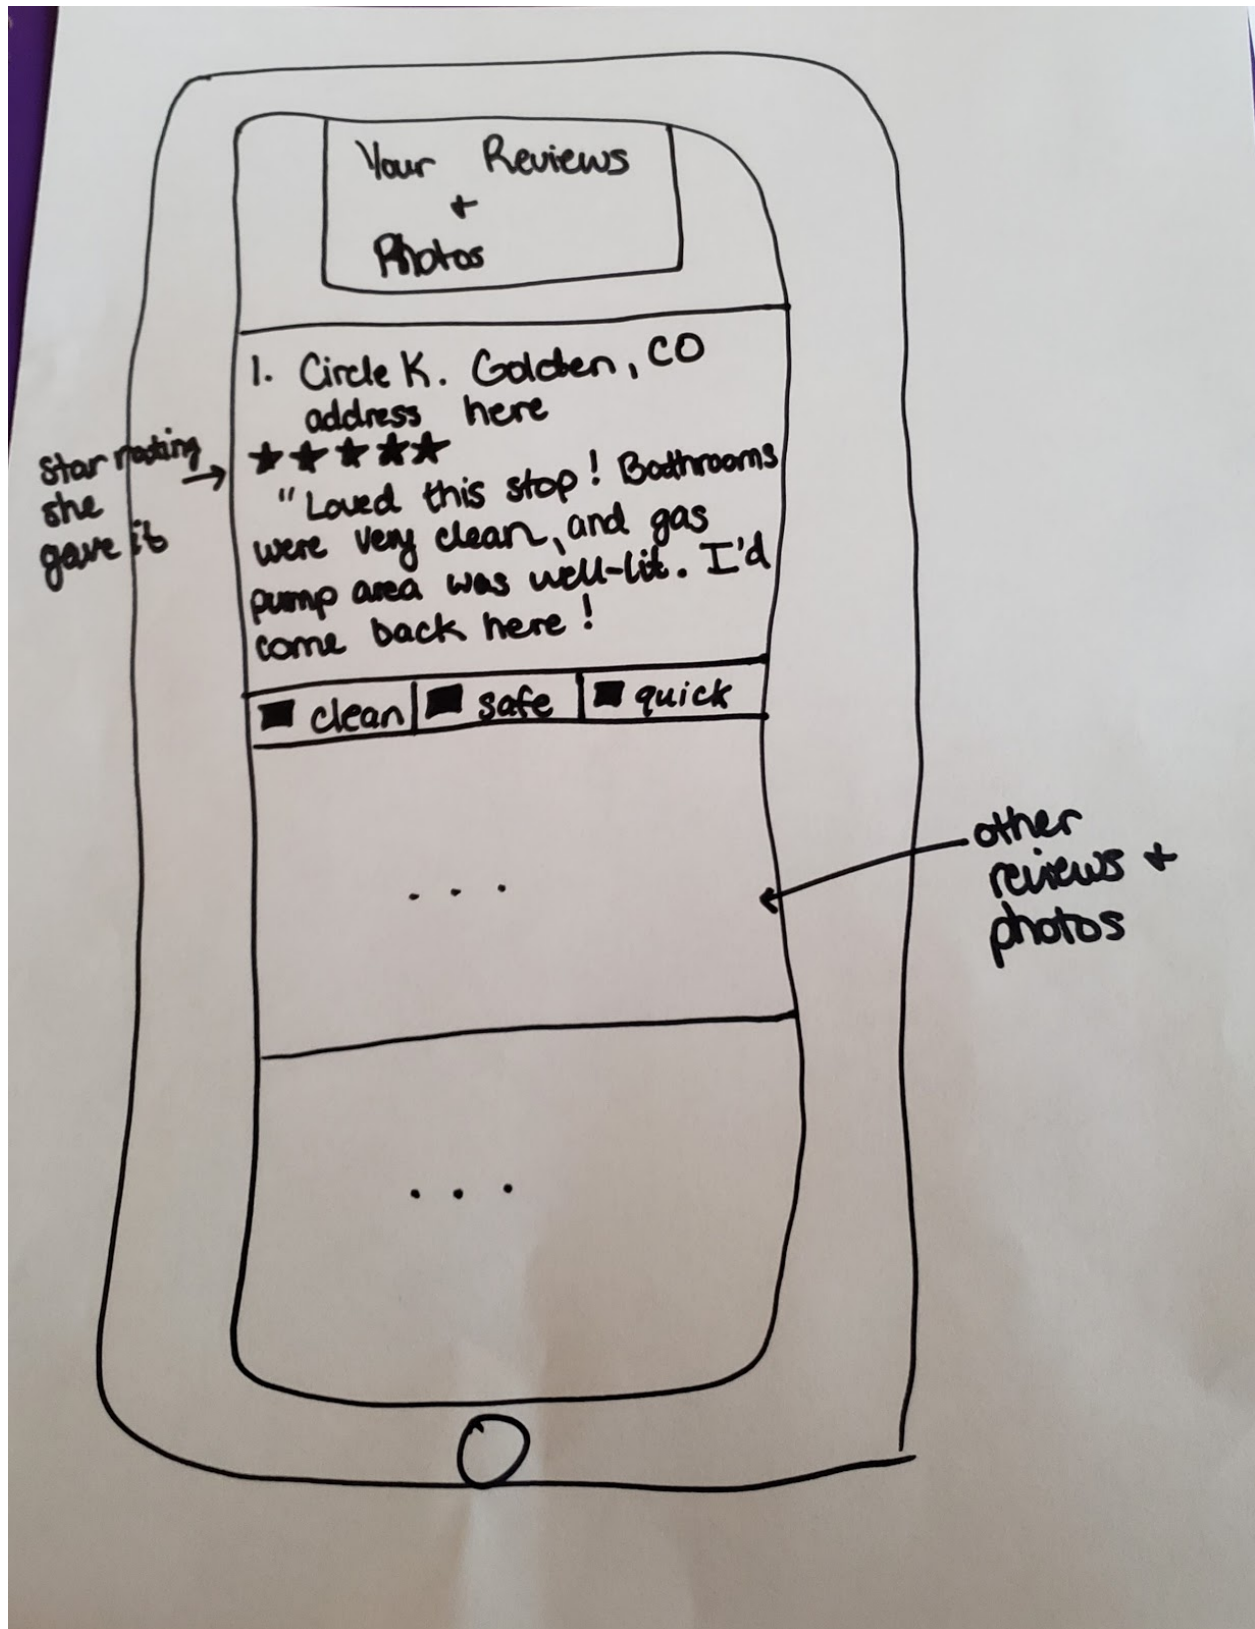 Your Reviews
+
Photos
1. Circle K. Golden, CO
address here
★★★★★
"Loved this stop! Bathrooms
were very clean, and gas
pump area was well-lit. I'd
come back here!
■ clean ■ safe ■ quick
. . .
. . .
star rating
she
gave it
other
reviews +
photos